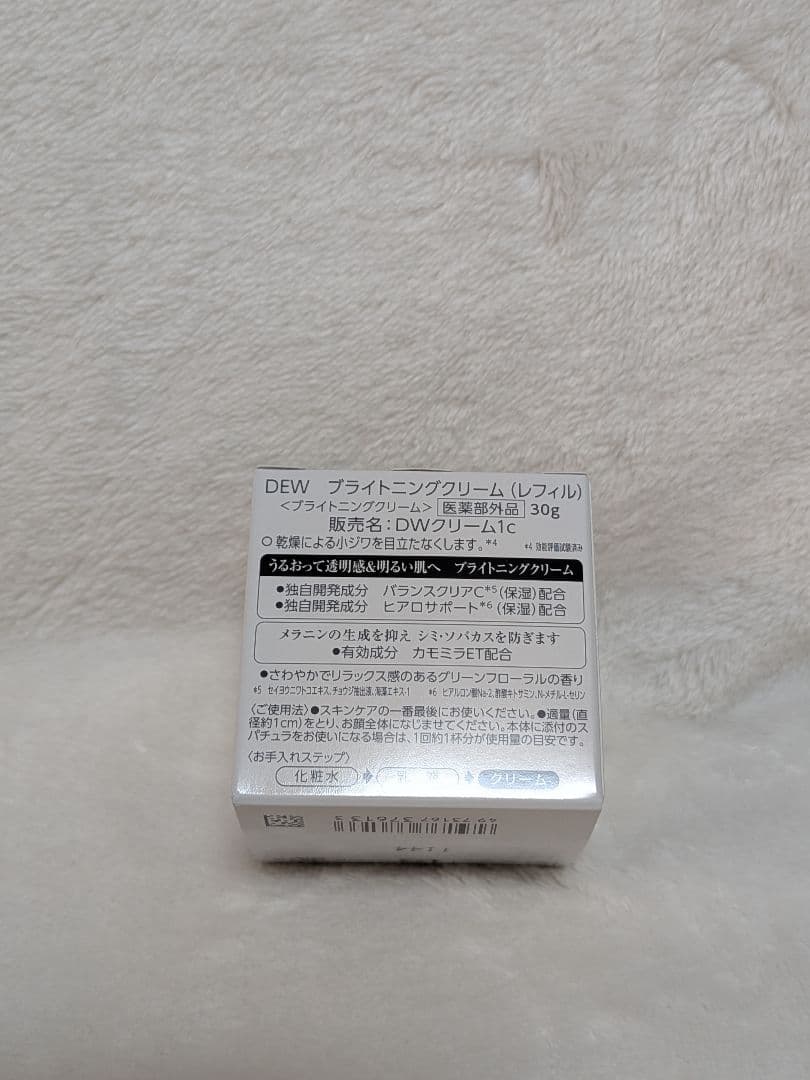 DEW ブライトニングクリーム（レフィル）
＜ブライトニングクリーム＞ 医薬部外品 30g
販売名：DWクリーム1c
○ 乾燥による小ジワを目立たなくします。*4 *4 効能評価試験済み
うるおって透明感&明るい肌へ ブライトニングクリーム
●独自開発成分 バランスクリアC*5（保湿）配合
●独自開発成分 ヒアロサポート*6（保湿）配合
メラニンの生成を抑え シミ・ソバカスを防ぎます
●有効成分 カモミラET配合
●さわやかでリラックス感のあるグリーンフローラルの香り
*5 セイヨウニワトコエキス、チョウジ抽出液、海藻エキス-1 *6 ヒアルロン酸Na-2、酢酸キトサミン、N-メチル-L-セリン
〈ご使用法〉●スキンケアの一番最後にお使いください。●適量（直
径約1cm）をとり、お顔全体になじませてください。本体に添付のス
パチュラをお使いになる場合は、1回約1杯分が使用量の目安です。
〈お手入れステップ〉
化粧水 クリーム
4973167376133
1144